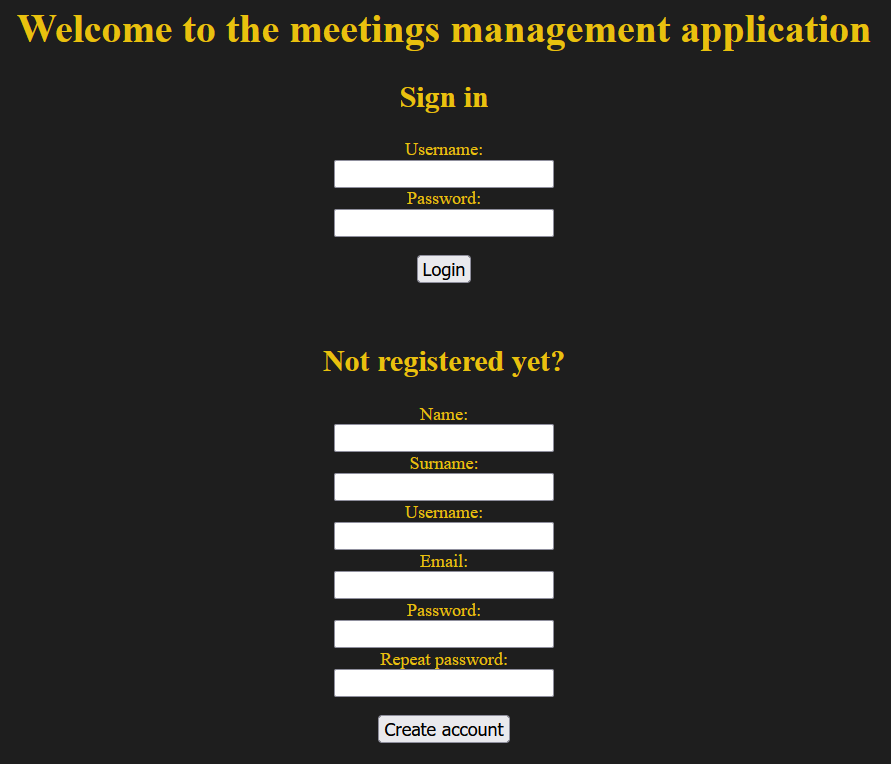 Welcome to the meetings management application
Sign in
Username:
Password:
Login
Not registered yet?
Name:
Surname:
Username:
Email:
Password:
Repeat password:
Create account